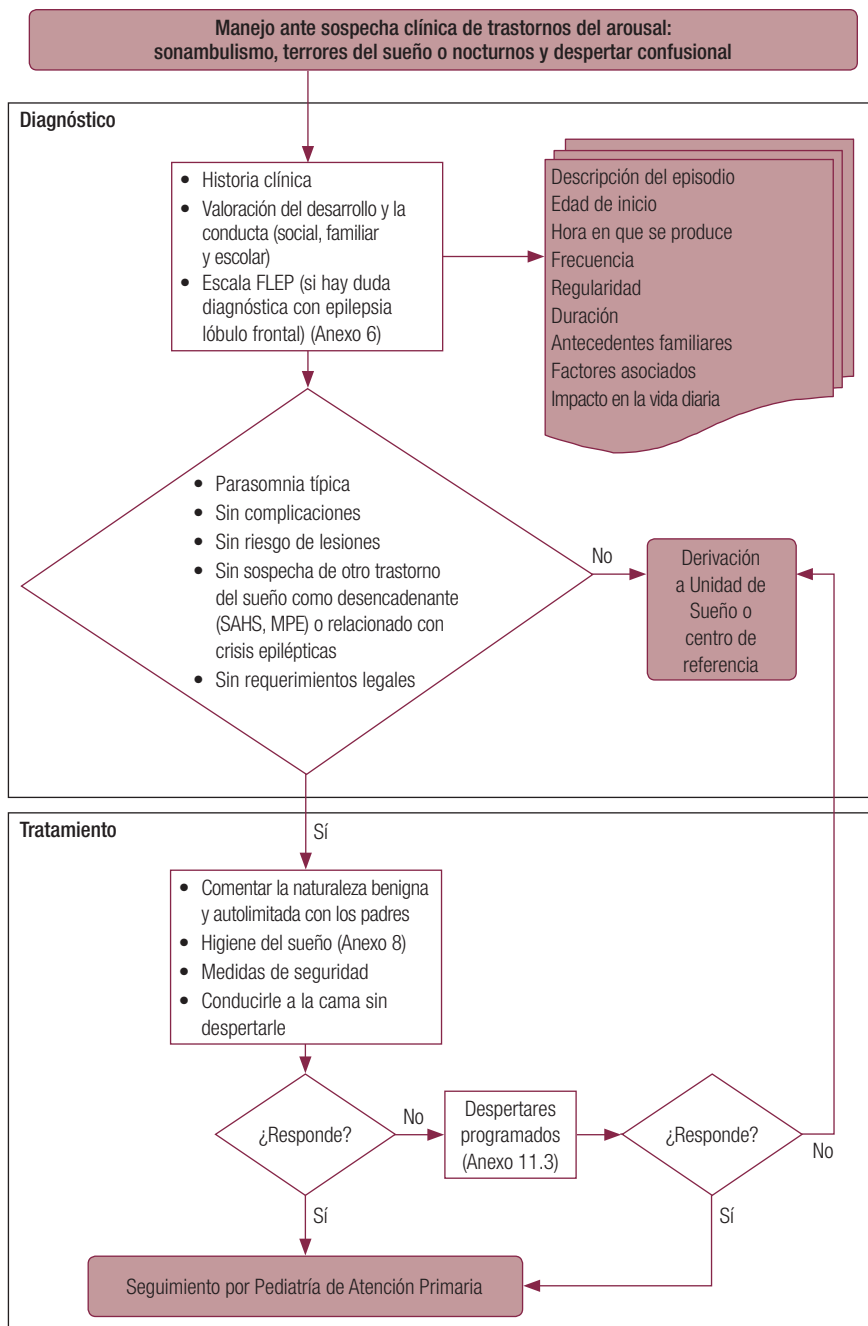 Manejo ante sospecha clínica de trastornos del arousal:
sonambulismo, terrores del sueño o nocturnos y despertar confusional
Diagnóstico
• Historia clínica
• Valoración del desarrollo y la
conducta (social, familiar
y escolar)
• Escala FLEP (si hay duda
diagnóstica con epilepsia
lóbulo frontal) (Anexo 6)
Descripción del episodio
Edad de inicio
Hora en que se produce
Frecuencia
Regularidad
Duración
Antecedentes familiares
Factores asociados
Impacto en la vida diaria
• Parasomnia típica
• Sin complicaciones
• Sin riesgo de lesiones
• Sin sospecha de otro trastorno
del sueño como desencadenante
(SAHS, MPE) o relacionado con
crisis epilépticas
• Sin requerimientos legales
No
Derivación
a Unidad de
Sueño o
centro de
referencia
Sí
Tratamiento
• Comentar la naturaleza benigna
y autolimitada con los padres
• Higiene del sueño (Anexo 8)
• Medidas de seguridad
• Conducirle a la cama sin
despertarle
¿Responde?
No
Despertares
programados
(Anexo 11.3)
¿Responde?
No
Sí
Sí
Seguimiento por Pediatría de Atención Primaria